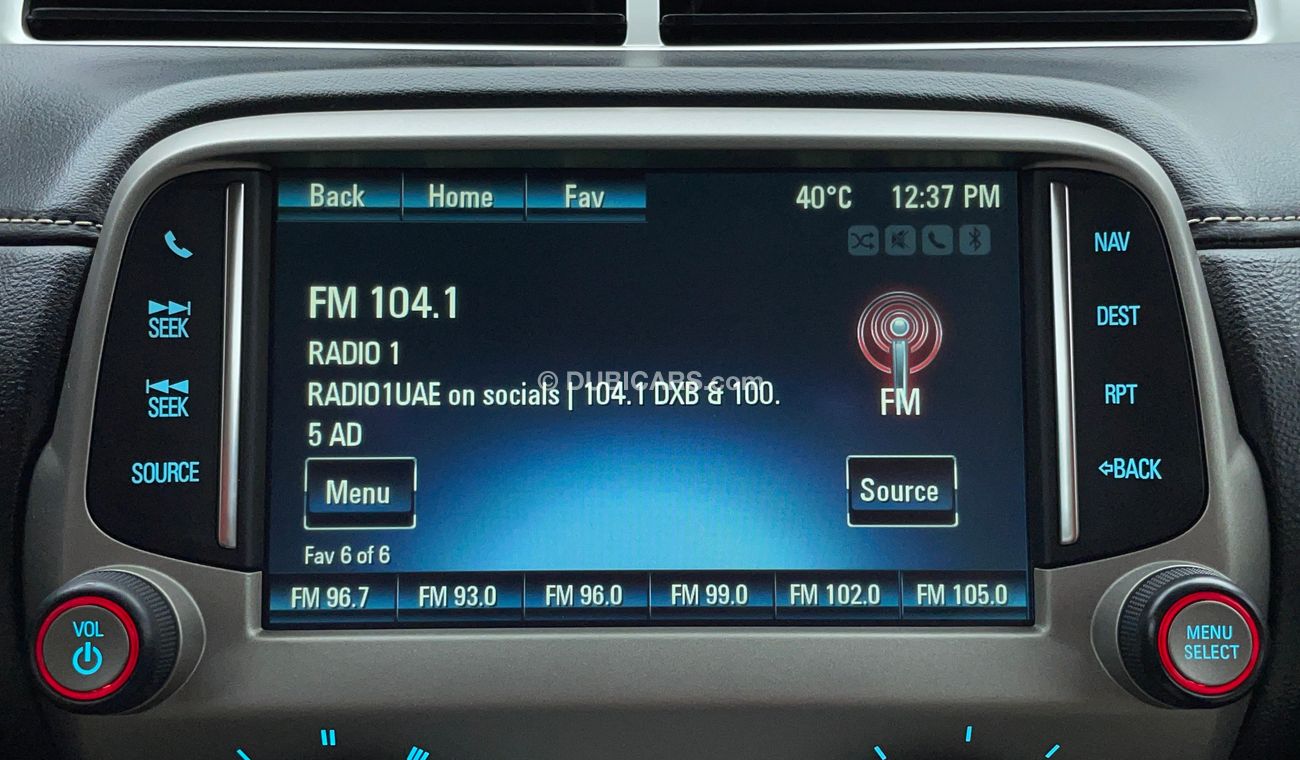 Back Home Fav 40°C 12:37 PM
NAV
FM 104.1
SEEK
DEST
RADIO 1
© DUBICARS.com
RADIO1UAE on socials | 104.1 DXB & 100.
FM
SEEK
RPT
5 AD
SOURCE
Menu
Source
BACK
Fav 6 of 6
FM 96.7 FM 93.0 FM 96.0 FM 99.0 FM 102.0 FM 105.0
VOL
MENU
SELECT